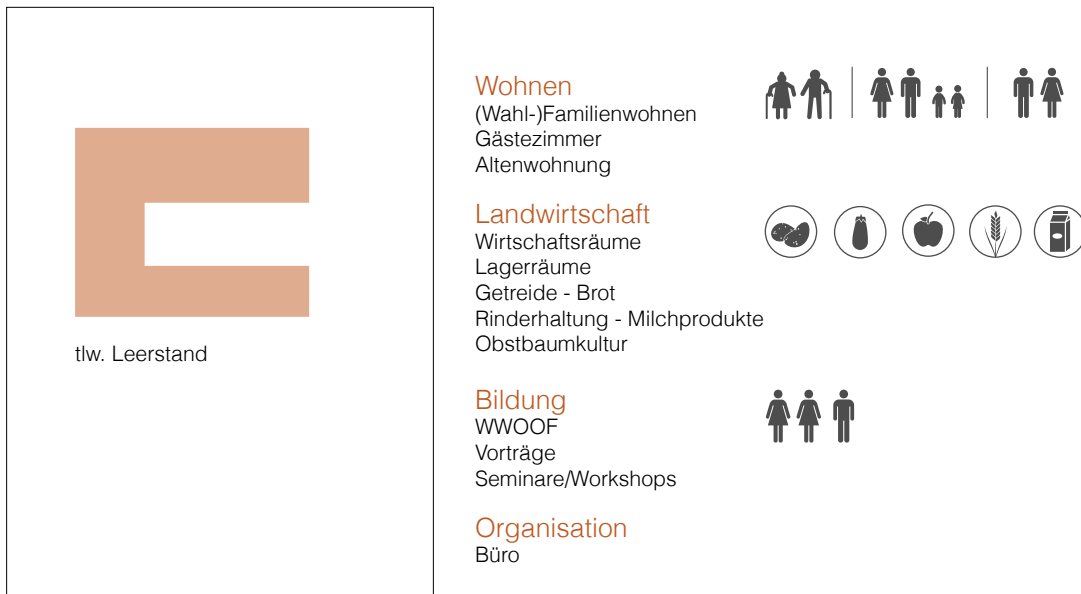 tlw. Leerstand
Wohnen
(Wahl-)Familienwohnen
Gästezimmer
Altenwohnung
Landwirtschaft
Wirtschaftsräume
Lagerräume
Getreide - Brot
Rinderhaltung - Milchprodukte
Obstbaumkultur
Bildung
WWOOF
Vorträge
Seminare/Workshops
Organisation
Büro